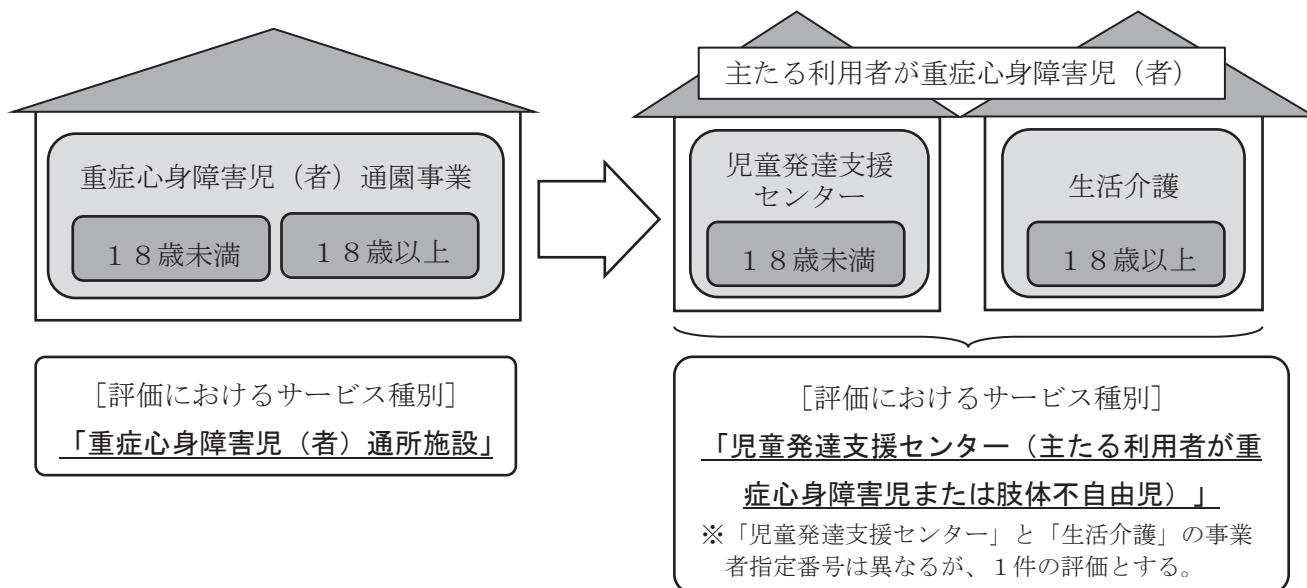 重症心身障害児（者）通園事業
１８歳未満
１８歳以上
主たる利用者が重症心身障害児（者）
児童発達支援
センター
１８歳未満
生活介護
１８歳以上
［評価におけるサービス種別］
「重症心身障害児（者）通所施設」
［評価におけるサービス種別］
「児童発達支援センター（主たる利用者が重
症心身障害児または肢体不自由児）」
※「児童発達支援センター」と「生活介護」の事業
者指定番号は異なるが、１件の評価とする。